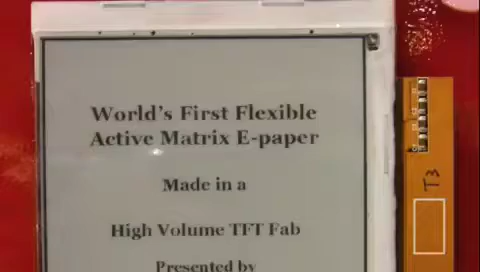 World's First Flexible
Active Matrix E-paper
Made in a
High Volume TFT Fab
Presented by
T3